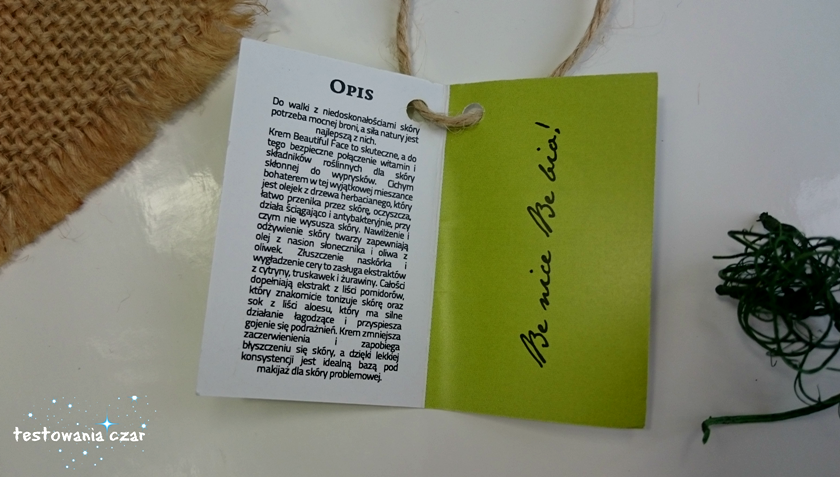 OPIS
Do walki z niedoskonałościami skóry
potrzeba mocnej broni, a siła natury jest
najlepszą z nich.
Krem Beautiful Face to skuteczne, a do
tego bezpieczne połączenie witamin i
składników roślinnych dla skóry
skłonnej do wyprysków. Cichym
bohaterem w tej wyjątkowej mieszance
jest olejek z drzewa herbacianego, który
łatwo przenika przez skórę, oczyszcza,
działa ściągająco i antybakteryjnie, przy
czym nie wysusza skóry. Nawilżenie i
odżywienie skóry twarzy zapewniają
olej z nasion słonecznika i oliwa z
oliwek. Złuszczenie naskórka i
wygładzenie cery to zasługa ekstraktów
z cytryny, truskawek i żurawiny. Całości
dopełniają ekstrakt z liści pomidorów,
który znakomicie tonizuje skórę oraz
sok z liści aloesu, który ma silne
działanie łagodzące i przyspiesza
gojenie się podrażnień. Krem zmniejsza
zaczerwienienia i zapobiega
błyszczeniu się skóry, a dzięki lekkiej
konsystencji jest idealną bazą pod
makijaż dla skóry problemowej.
Be nice Be bio!
testowania czar